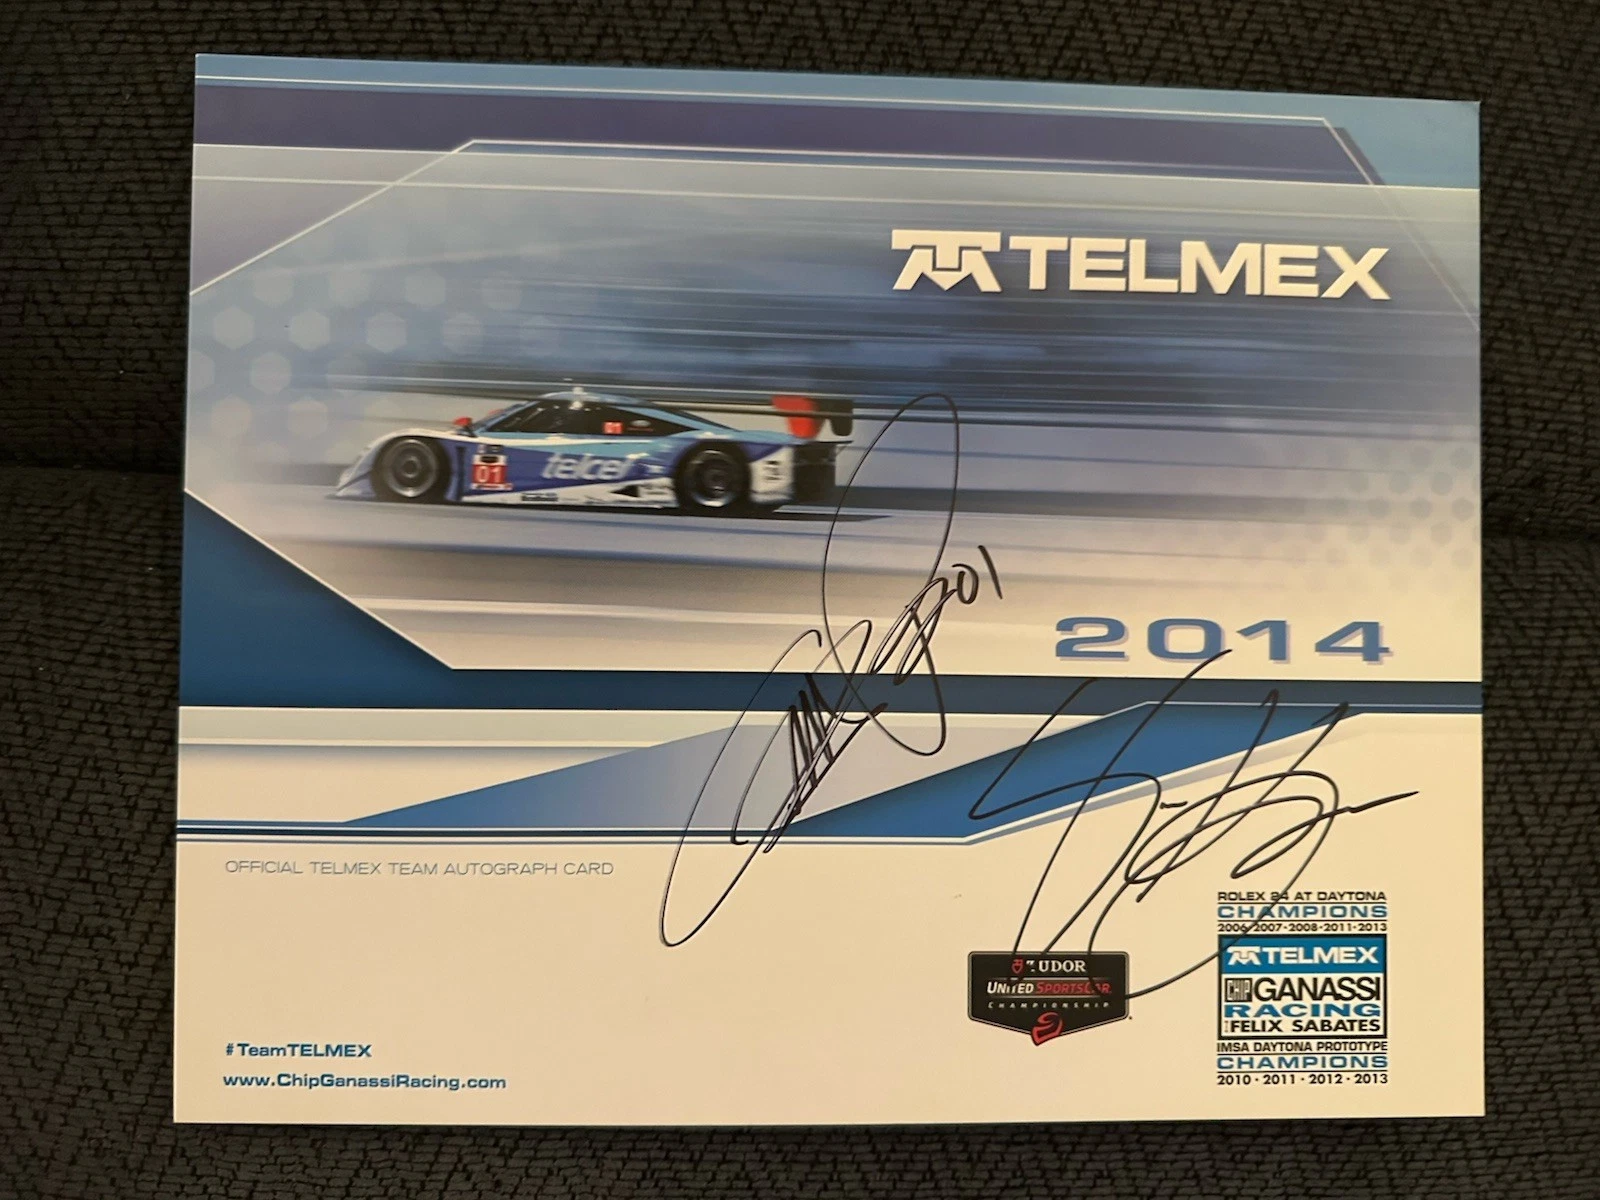 TELMEX
01
telcel
01
01
2014
OFFICIAL TELMEX TEAM AUTOGRAPH CARD
ROLEX 24 AT DAYTONA
CHAMPIONS
2006·2007·2008·2011·2013
TELMEX
CHIP GANASSI
RACING
FELIX SABATES
IMSA DAYTONA PROTOTYPE
CHAMPIONS
2010 · 2011 · 2012 · 2013
TUDOR
UNITED SPORTSCAR
CHAMPIONSHIP
#TeamTELMEX
www.ChipGanassiRacing.com